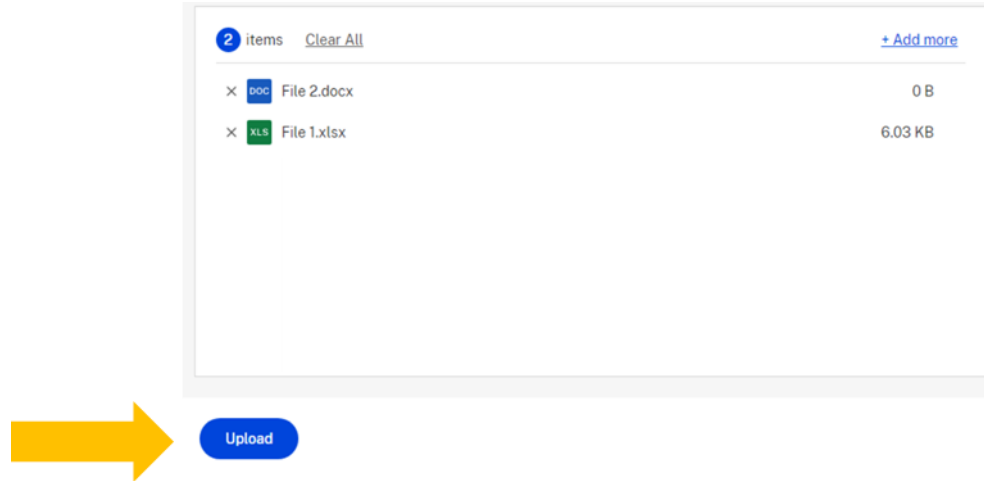 2 items Clear All + Add more
DOC File 2.docx 0 B
XLS File 1.xlsx 6.03 KB
Upload